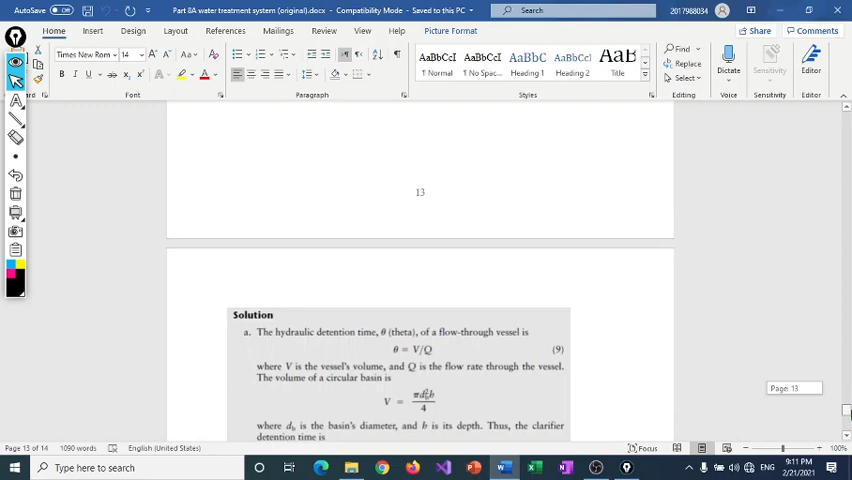 AutoSave Off Part 8A water treatment system (original).docx - Compatibility Mode - Saved to this PC Search 2017988034
Home Insert Design Layout References Mailings Review View Help Picture Format Share Comments
Times New Rom 14 Find
Replace
Select
AaBbCcI AaBbCcI AaBbC AaBbCcI AaB
¶ Normal ¶ No Spac... Heading 1 Heading 2 Title
Dictate Sensitivity Editor
Font Paragraph Styles Editing Voice Sensitivity Editor
13
Solution
a. The hydraulic detention time, θ (theta), of a flow-through vessel is
θ = V/Q (9)
where V is the vessel's volume, and Q is the flow rate through the vessel.
The volume of a circular basin is
V = πd_b²h / 4
where d_b is the basin's diameter, and h is its depth. Thus, the clarifier
detention time is
Page: 13
Page 13 of 14 1090 words English (United States) Focus 100%
Type here to search ENG 9:11 PM
2/21/2021